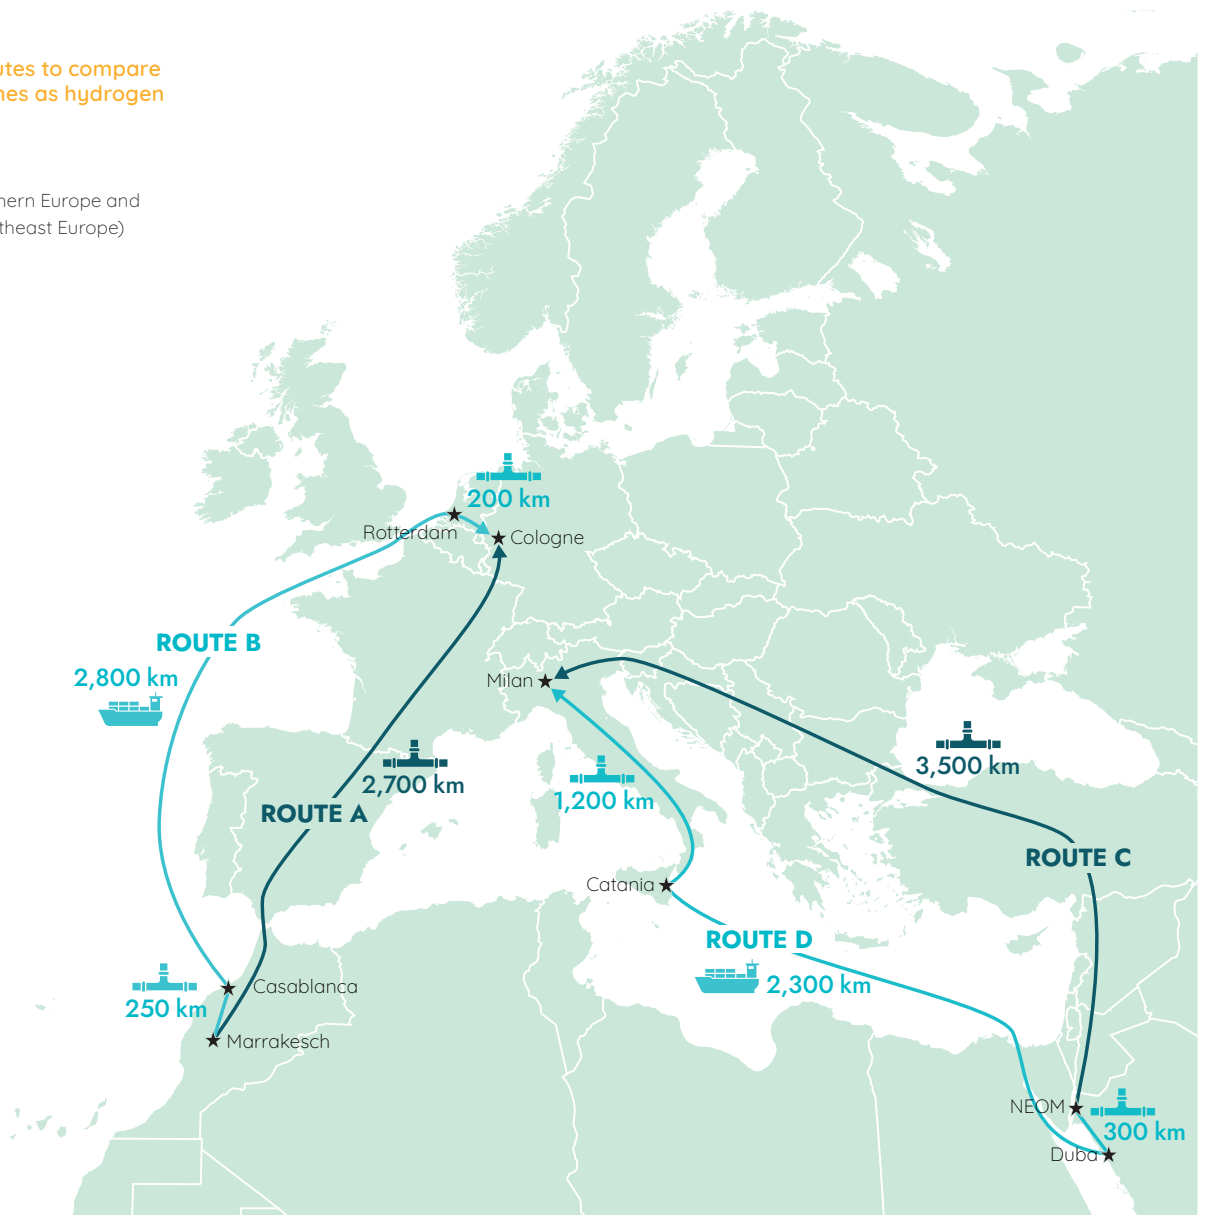 utes to compare
nes as hydrogen
hern Europe and
theast Europe)
200 km
Rotterdam
Cologne
ROUTE B
2,800 km
Milan
3,500 km
2,700 km
1,200 km
ROUTE A
ROUTE C
Catania
ROUTE D
2,300 km
Casablanca
250 km
Marrakesch
NEOM
300 km
Duba